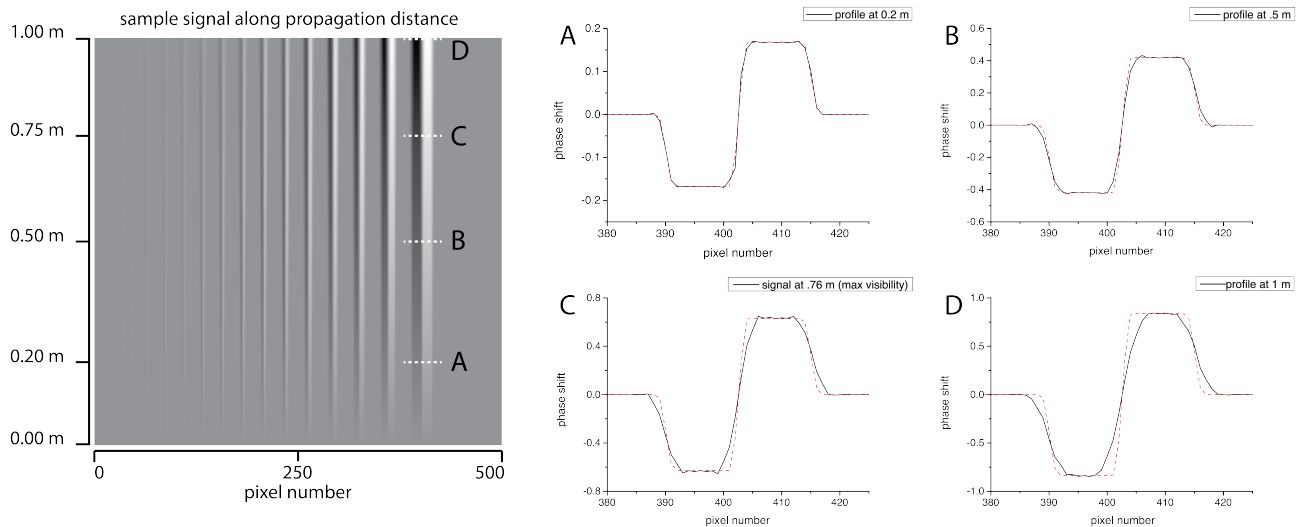 sample signal along propagation distance
1.00 m
0.75 m
0.50 m
0.20 m
0.00 m
D
C
B
A
0
250
500
pixel number
A
profile at 0.2 m
0.2
0.1
0.0
-0.1
-0.2
phase shift
380
390
400
410
420
pixel number
B
profile at .5 m
0.6
0.4
0.2
0.0
-0.2
-0.4
-0.6
phase shift
380
390
400
410
420
pixel number
C
signal at .76 m (max visibility)
0.8
0.4
0.0
-0.4
-0.8
phase shift
380
390
400
410
420
pixel number
D
profile at 1 m
1.0
0.5
0.0
-0.5
-1.0
phase shift
380
390
400
410
420
pixel number